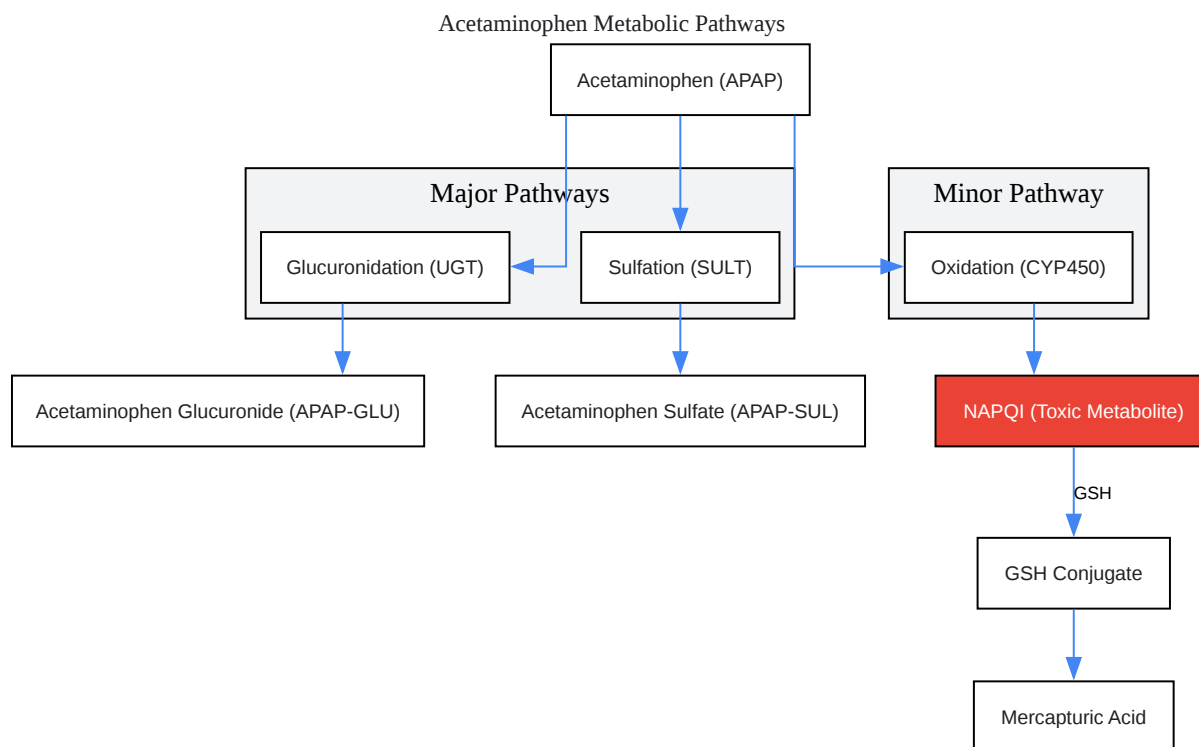 Acetaminophen Metabolic Pathways
Acetaminophen (APAP)
Major Pathways
Minor Pathway
Glucuronidation (UGT)
Sulfation (SULT)
Oxidation (CYP450)
Acetaminophen Glucuronide (APAP-GLU)
Acetaminophen Sulfate (APAP-SUL)
NAPQI (Toxic Metabolite)
GSH
GSH Conjugate
Mercapturic Acid